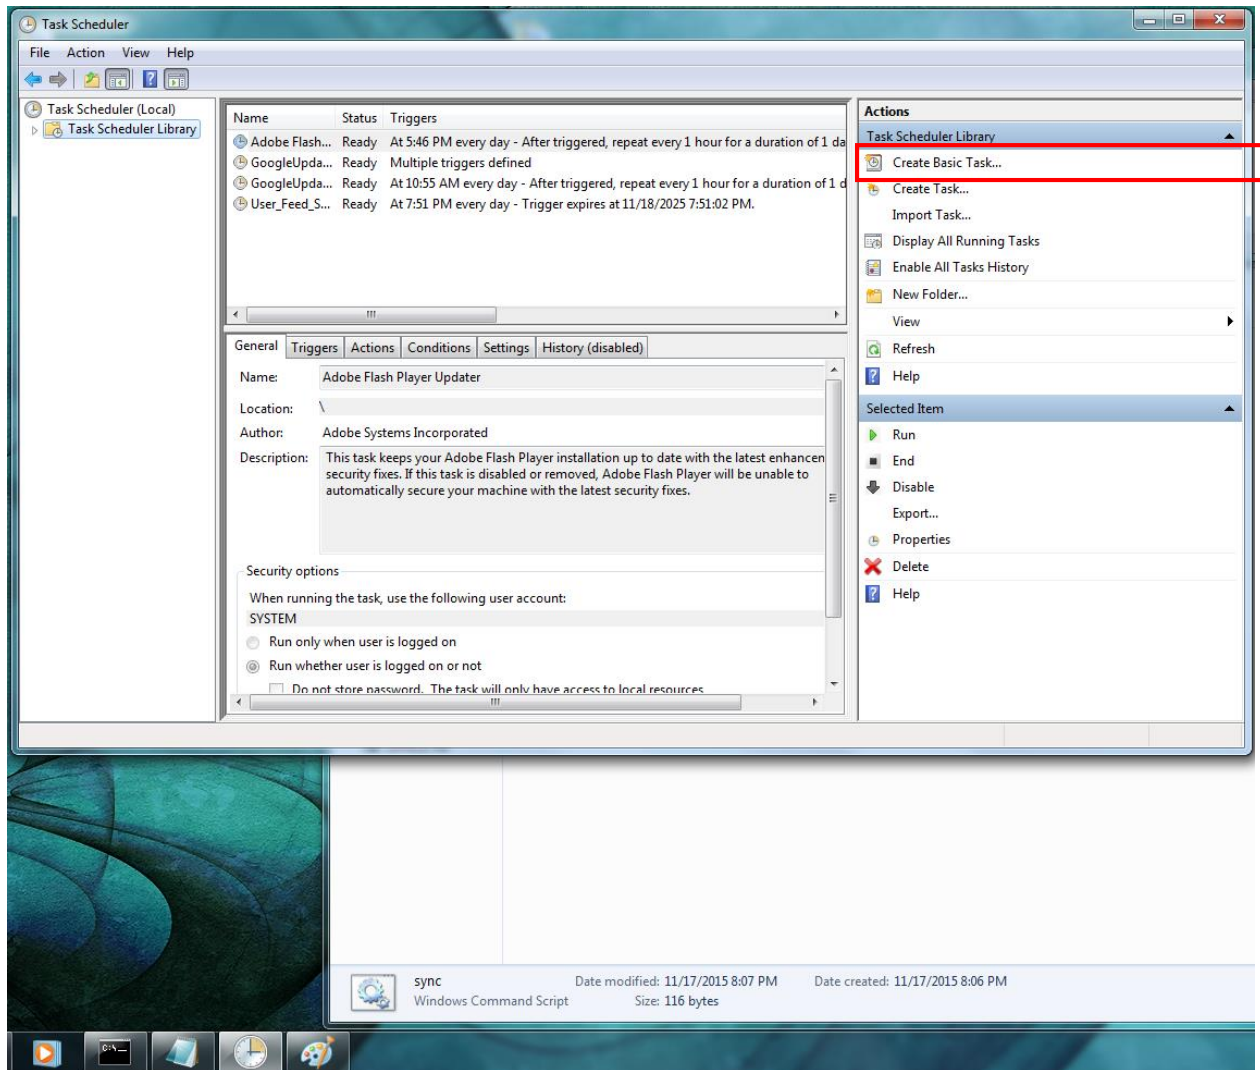 Task Scheduler
File Action View Help
Task Scheduler (Local)
Task Scheduler Library
Name Status Triggers
Adobe Flash... Ready At 5:46 PM every day - After triggered, repeat every 1 hour for a duration of 1 da
GoogleUpda... Ready Multiple triggers defined
GoogleUpda... Ready At 10:55 AM every day - After triggered, repeat every 1 hour for a duration of 1 d
User_Feed_S... Ready At 7:51 PM every day - Trigger expires at 11/18/2025 7:51:02 PM.
General Triggers Actions Conditions Settings History (disabled)
Name: Adobe Flash Player Updater
Location: \
Author: Adobe Systems Incorporated
Description: This task keeps your Adobe Flash Player installation up to date with the latest enhancen
security fixes. If this task is disabled or removed, Adobe Flash Player will be unable to
automatically secure your machine with the latest security fixes.
Security options
When running the task, use the following user account:
SYSTEM
Run only when user is logged on
Run whether user is logged on or not
Do not store password. The task will only have access to local resources
Actions
Task Scheduler Library
Create Basic Task...
Create Task...
Import Task...
Display All Running Tasks
Enable All Tasks History
New Folder...
View
Refresh
Help
Selected Item
Run
End
Disable
Export...
Properties
Delete
Help
sync Date modified: 11/17/2015 8:07 PM Date created: 11/17/2015 8:06 PM
Windows Command Script Size: 116 bytes
C:\_